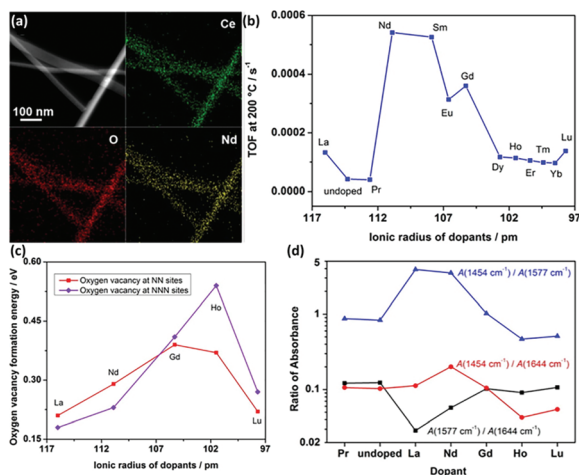 (a)
Ce
100 nm
O
Nd
(b)
TOF at 200 °C / s⁻¹
0.0006
0.0004
0.0002
0.0000
La
undoped
Pr
Nd
Sm
Eu
Gd
Dy
Ho
Er
Tm
Yb
Lu
117 112 107 102 97
Ionic radius of dopants / pm
(c)
Oxygen vacancy formation energy / eV
0.60
0.45
0.30
0.15
Oxygen vacancy at NN sites
Oxygen vacancy at NNN sites
La
Nd
Gd
Ho
Lu
117 113 109 105 101 97
Ionic radius of dopants / pm
(d)
Ratio of Absorbance
5
1
0.1
0.02
A(1454 cm⁻¹) / A(1577 cm⁻¹)
A(1454 cm⁻¹) / A(1644 cm⁻¹)
A(1577 cm⁻¹) / A(1644 cm⁻¹)
Pr undoped La Nd Gd Ho Lu
Dopant